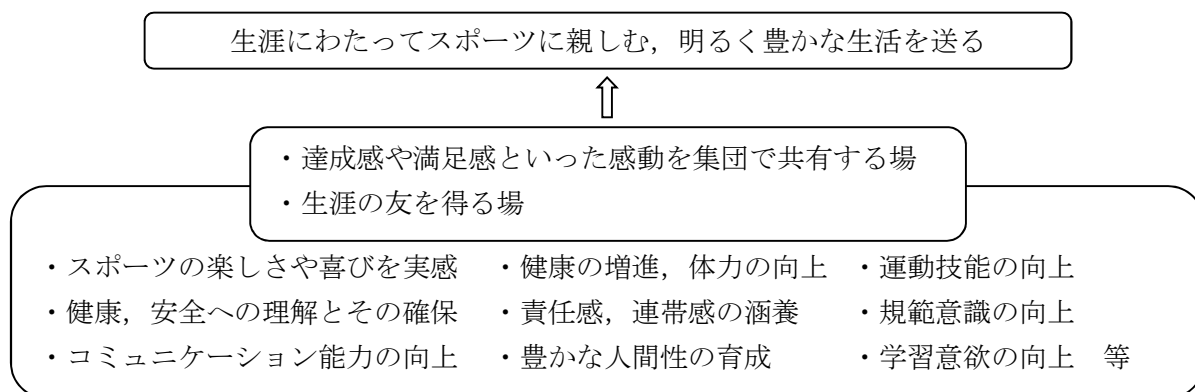 生涯にわたってスポーツに親しむ，明るく豊かな生活を送る
⇧
・達成感や満足感といった感動を集団で共有する場
・生涯の友を得る場
・スポーツの楽しさや喜びを実感　・健康の増進，体力の向上　・運動技能の向上
・健康，安全への理解とその確保　・責任感，連帯感の涵養　・規範意識の向上
・コミュニケーション能力の向上　・豊かな人間性の育成　・学習意欲の向上　等